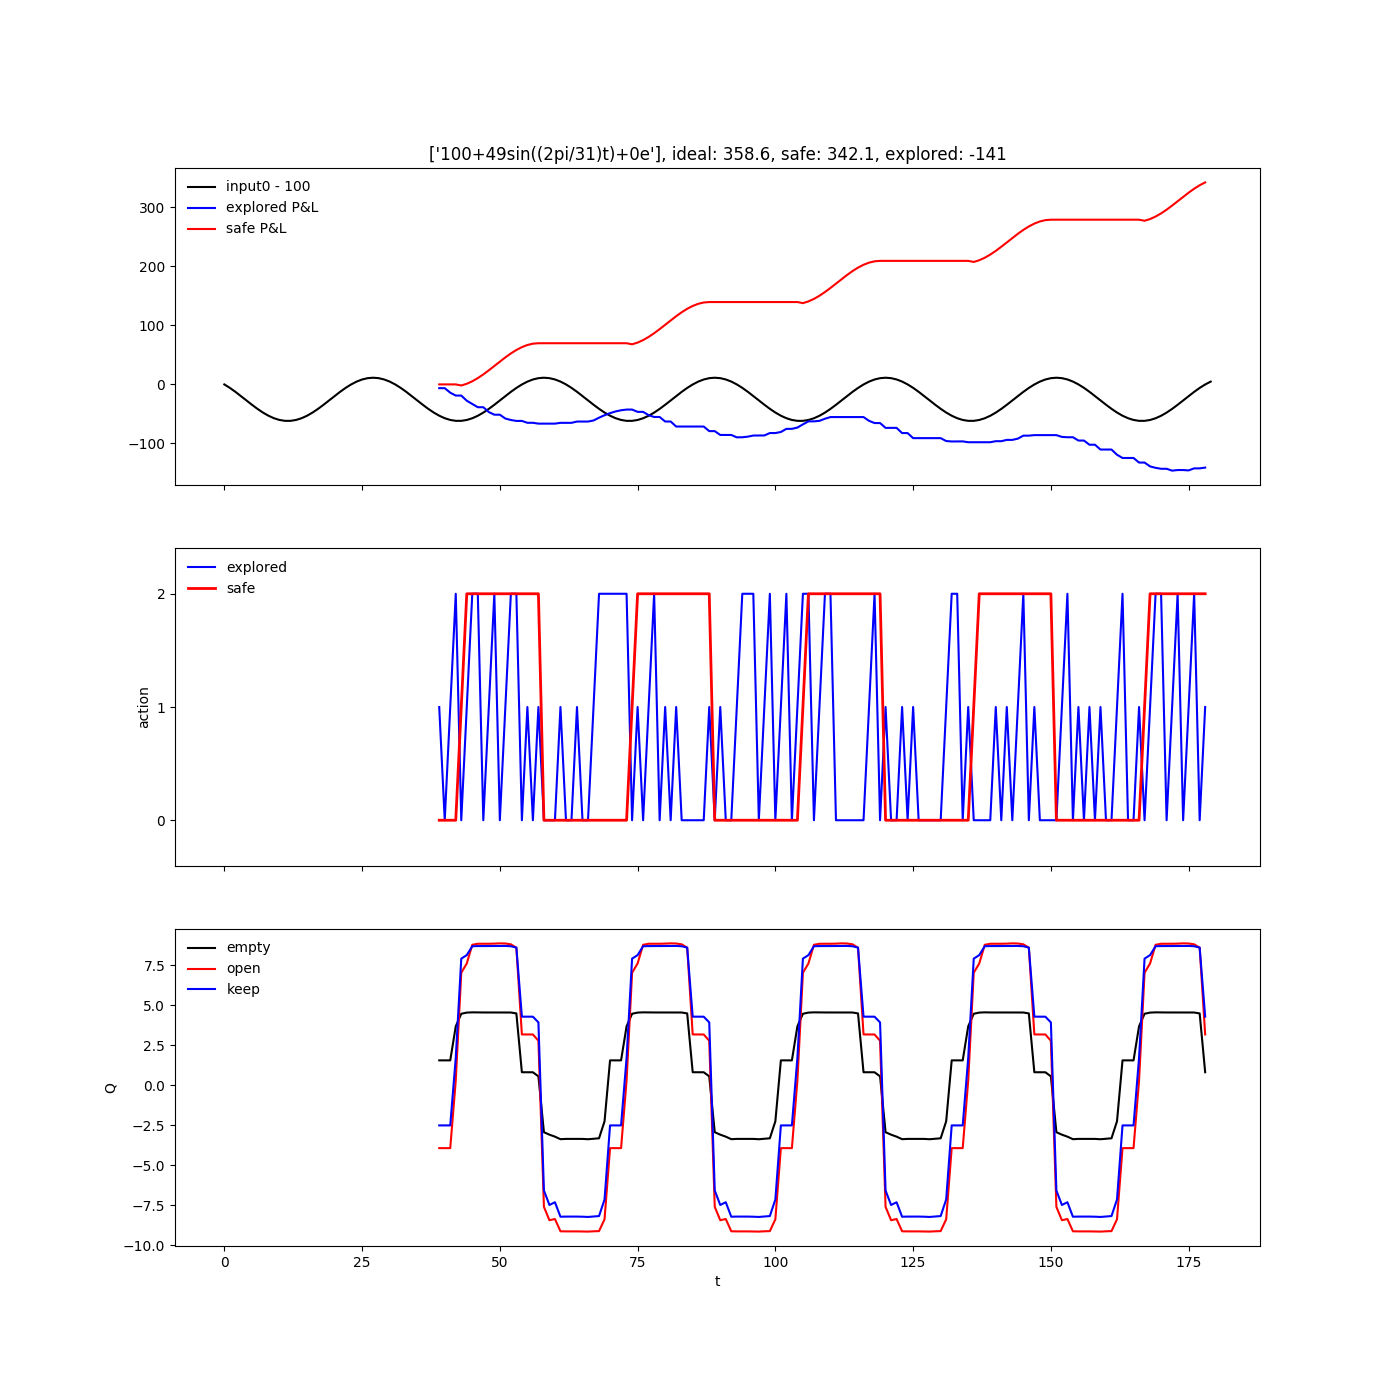 ['100+49sin((2pi/31)t)+0e'], ideal: 358.6, safe: 342.1, explored: -141
input0 - 100
explored P&L
safe P&L
300
200
100
0
−100
explored
safe
2
1
0
action
empty
open
keep
7.5
5.0
2.5
0.0
−2.5
−5.0
−7.5
−10.0
Q
0 25 50 75 100 125 150 175
t